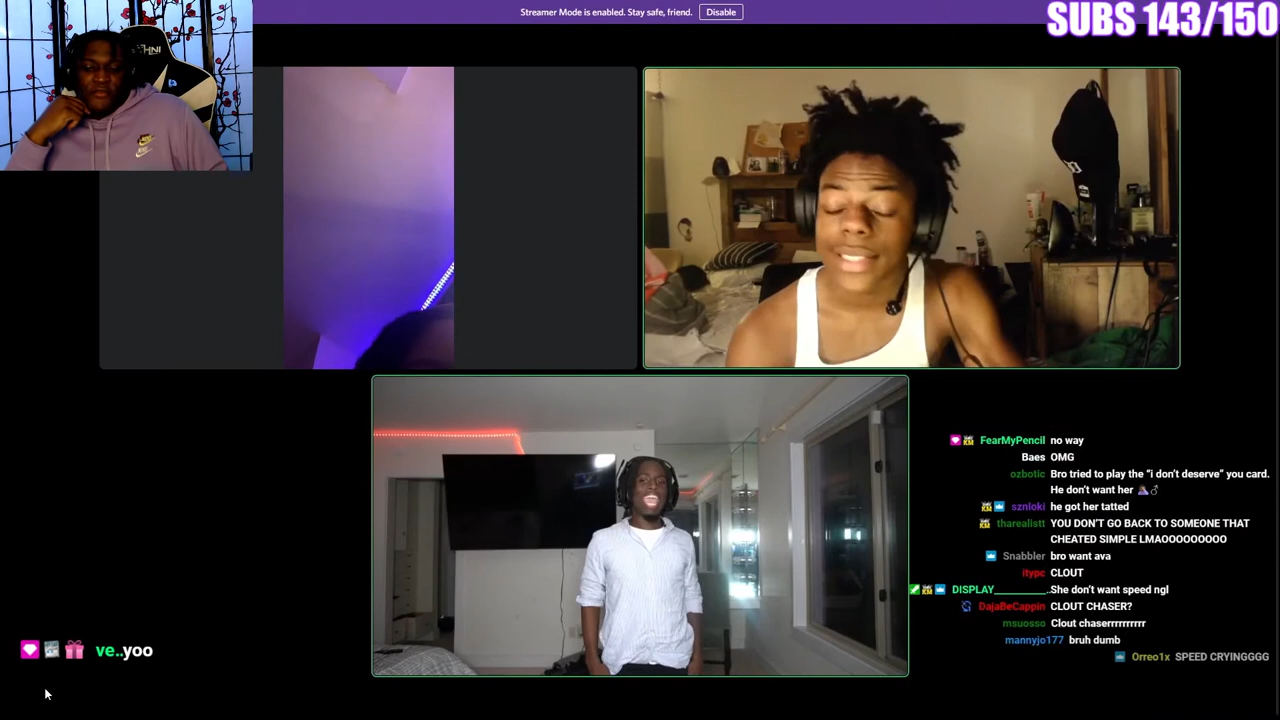 Streamer Mode is enabled. Stay safe, friend. Disable
SUBS 143/150
FearMyPencil no way
Baes OMG
ozbotic Bro tried to play the “i don’t deserve” you card.
He don’t want her
sznloki he got her tatted
tharealistt YOU DON’T GO BACK TO SOMEONE THAT
CHEATED SIMPLE LMAOOOOOOOOO
Snabbler bro want ava
itypc CLOUT
DISPLAY__________..She don’t want speed ngl
DajaBeCappin CLOUT CHASER?
msuosso Clout chaserrrrrrrrrr
mannyjo177 bruh dumb
Orreo1x SPEED CRYINGGGG
ve..yoo